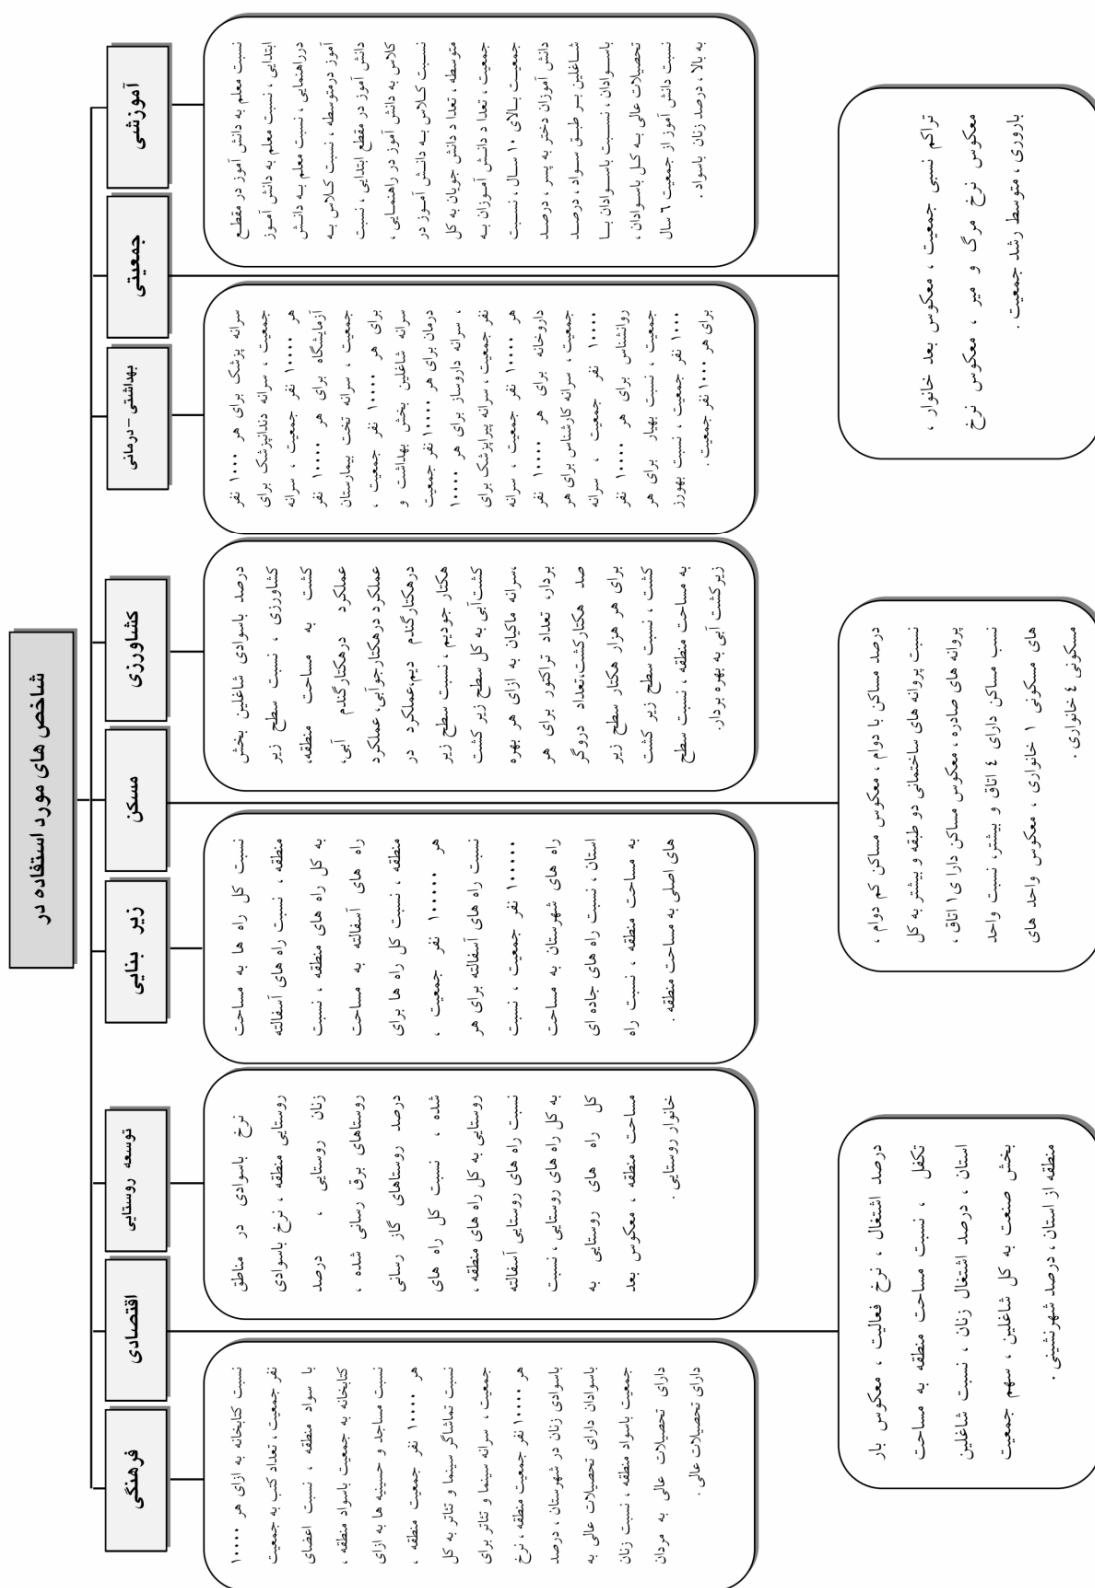 شاخص های مورد استفاده در
آموزشی
جمعیتی
بهداشتی-درمانی
کشاورزی
مسکن
زیر بنایی
توسعه روستایی
اقتصادی
فرهنگی
نسبت معلم به دانش آموز در مقطع
ابتدایی ، نسبت معلم به دانش آموز
درراهنمایی ، نسبت معلم به دانش
آموز درمتوسطه ، نسبت کلاس به
دانش آموز در مقطع ابتدایی ، نسبت
کلاس به دانش آموز در راهنمایی ،
نسبت کلاس به دانش آموز در
متوسطه ، تعدا د دانش جویان به کل
جمعیت ، تعدا د دانش آموزان به
جمعیت بالای ۱۰ سال ، نسبت
دانش آموزان دختر به پسر ، درصد
شاغلین بر طبق سواد ، درصد
باسوادان ، نسبت باسوادان با
تحصیلات عالی به کل باسوادان ،
نسبت دانش آموز از جمعیت ٦ سال
به بالا ، درصد زنان باسواد .
سرانه پزشک برای هر ۱۰۰۰ نفر
جمعیت ، سرانه دندانپزشک برای
هر ۱۰۰۰۰ نفر جمعیت ، سرانه
آزمایشگاه برای هر ۱۰۰۰۰ نفر
جمعیت ، سرانه تخت بیمارستان
برای هر ۱۰۰۰۰ نفر جمعیت ،
سرانه شاغلین بخش بهداشت و
درمان برای هر ۱۰۰۰۰ نفر جمعیت
، سرانه داروساز برای هر ۱۰۰۰۰
نفر جمعیت ، سرانه پیراپزشک برای
هر ۱۰۰۰۰ نفر جمعیت ، سرانه
داروخانه برای هر ۱۰۰۰۰ نفر
جمعیت ، سرانه کارشناس برای هر
۱۰۰۰۰ نفر جمعیت ، سرانه
روانشناس برای هر ۱۰۰۰۰ نفر
جمعیت ، نسبت بهیار برای هر
۱۰۰۰ نفر جمعیت ، نسبت بهورز
برای هر ۱۰۰۰ نفر جمعیت .
درصد باسوادی شاغلین بخش
کشاورزی ، نسبت سطح زیر
کشت به مساحت منطقه،
عملکرد درهکتارگندم آبی،
عملکرد درهکتارجوآبی، عملکرد
درهکتارگندم دیم،عملکرد در
هکتار جودیم ، نسبت سطح زیر
کشت آبی به کل سطح زیر کشت
،سرانه ماکیان به ازای هر بهره
بردار، تعداد تراکتور برای هر
صد هکتارکشت،تعداد دروگر
برای هر هزار هکتار سطح زیر
کشت ، نسبت سطح زیر کشت
به مساحت منطقه ، نسبت سطح
زیرکشت آبی به بهره بردار.
نسبت کل راه ها به مساحت
منطقه ، نسبت راه های آسفالته
به کل راه های منطقه ، نسبت
راه های آسفالته به مساحت
منطقه ، نسبت کل راه ها برای
هر ۱۰۰۰۰۰ نفر جمعیت ،
نسبت راه های آسفالته برای هر
۱۰۰۰۰۰ نفر جمعیت ، نسبت
راه های شهرستان به مساحت
استان ، نسبت راه های جاده ای
به مساحت منطقه ، نسبت راه
های اصلی به مساحت منطقه .
نرخ باسوادی در مناطق
روستایی منطقه ، نرخ باسوادی
زنان روستایی ، درصد
روستاهای برق رسانی شده ،
درصد روستاهای گاز رسانی
شده ، نسبت کل راه های
روستایی به کل راه های منطقه ،
نسبت راه های روستایی آسفالته
به کل راه های روستایی ، نسبت
کل راه های روستایی به
مساحت منطقه ، معکوس بعد
خانوار روستایی .
نسبت کتابخانه به ازای هر ۱۰۰۰۰
نفر جمعیت ، تعداد کتب به جمعیت
با سواد منطقه ، نسبت اعضای
کتابخانه به جمعیت باسواد منطقه ،
نسبت مساجد و حسینیه ها به ازای
هر ۱۰۰۰۰ نفر جمعیت منطقه ،
نسبت تماشاگر سینما و تئاتر به کل
جمعیت ، سرانه سینما و تئاتر برای
هر ۱۰۰۰۰ نفر جمعیت منطقه ، نرخ
باسوادی زنان در شهرستان ، درصد
باسوادان دارای تحصیلات عالی به
جمعیت باسواد منطقه ، نسبت زنان
دارای تحصیلات عالی به مردان
دارای تحصیلات عالی .
تراکم نسبی جمعیت ، معکوس بعد خانوار ،
معکوس نرخ مرگ و میر ، معکوس نرخ
باروری ، متوسط رشد جمعیت .
درصد مساکن با دوام ، معکوس مساکن کم دوام ،
نسبت پروانه های ساختمانی دو طبقه و بیشتر به کل
پروانه های صادره ، معکوس مساکن دارا ی ۱ اتاق ،
نسب مساکن دارای ٤ اتاق و بیشتر، نسبت واحد
های مسکونی ۱ خانواری ، معکوس واحد های
مسکونی ٤ خانواری .
درصد اشتغال ، نرخ فعالیت ، معکوس بار
تکفل ، نسبت مساحت منطقه به مساحت
استان ، درصد اشتغال زنان ، نسبت شاغلین
بخش صنعت به کل شاغلین ، سهم جمعیت
منطقه از استان ، درصد شهرنشینی .